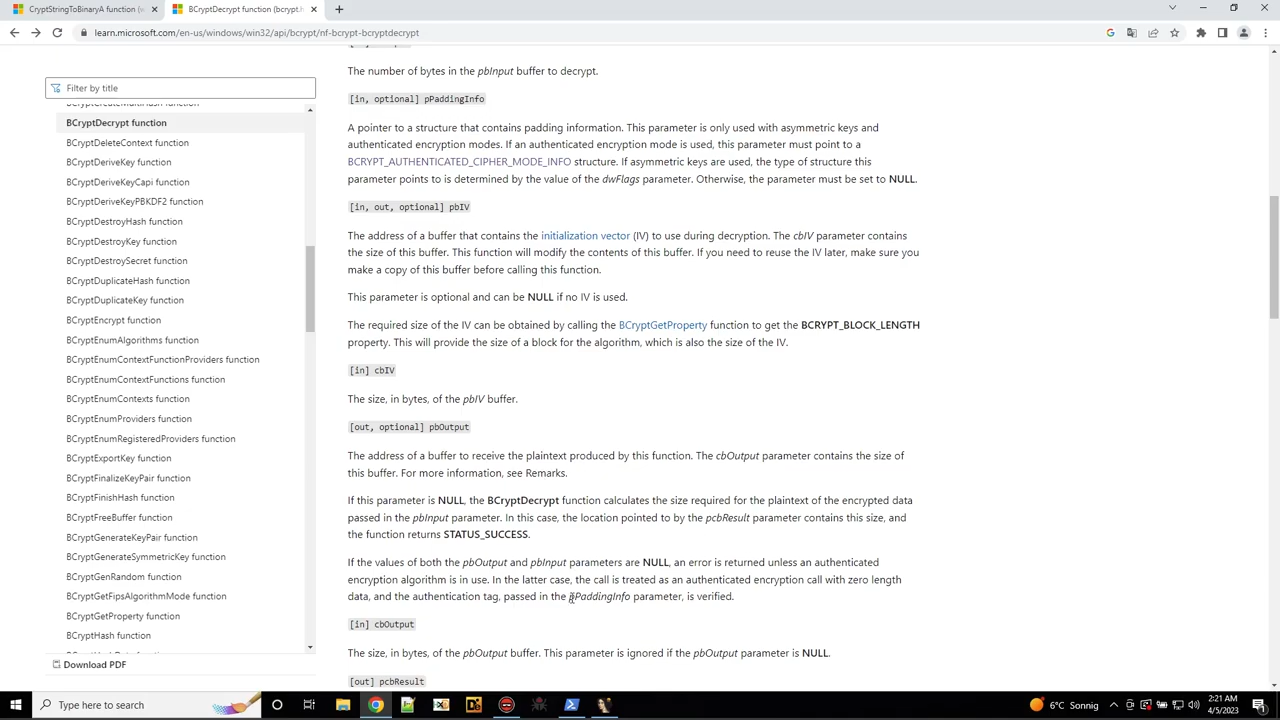 CryptStringToBinaryA function (w
BCryptDecrypt function (bcrypt.h
learn.microsoft.com/en-us/windows/win32/api/bcrypt/nf-bcrypt-bcryptdecrypt
Filter by title
BCryptCreateMultiHash function
BCryptDecrypt function
BCryptDeleteContext function
BCryptDeriveKey function
BCryptDeriveKeyCapi function
BCryptDeriveKeyPBKDF2 function
BCryptDestroyHash function
BCryptDestroyKey function
BCryptDestroySecret function
BCryptDuplicateHash function
BCryptDuplicateKey function
BCryptEncrypt function
BCryptEnumAlgorithms function
BCryptEnumContextFunctionProviders function
BCryptEnumContextFunctions function
BCryptEnumContexts function
BCryptEnumProviders function
BCryptEnumRegisteredProviders function
BCryptExportKey function
BCryptFinalizeKeyPair function
BCryptFinishHash function
BCryptFreeBuffer function
BCryptGenerateKeyPair function
BCryptGenerateSymmetricKey function
BCryptGenRandom function
BCryptGetFipsAlgorithmMode function
BCryptGetProperty function
BCryptHash function
Download PDF
The number of bytes in the pbInput buffer to decrypt.
[in, optional] pPaddingInfo
A pointer to a structure that contains padding information. This parameter is only used with asymmetric keys and
authenticated encryption modes. If an authenticated encryption mode is used, this parameter must point to a
BCRYPT_AUTHENTICATED_CIPHER_MODE_INFO structure. If asymmetric keys are used, the type of structure this
parameter points to is determined by the value of the dwFlags parameter. Otherwise, the parameter must be set to NULL.
[in, out, optional] pbIV
The address of a buffer that contains the initialization vector (IV) to use during decryption. The cbIV parameter contains
the size of this buffer. This function will modify the contents of this buffer. If you need to reuse the IV later, make sure you
make a copy of this buffer before calling this function.
This parameter is optional and can be NULL if no IV is used.
The required size of the IV can be obtained by calling the BCryptGetProperty function to get the BCRYPT_BLOCK_LENGTH
property. This will provide the size of a block for the algorithm, which is also the size of the IV.
[in] cbIV
The size, in bytes, of the pbIV buffer.
[out, optional] pbOutput
The address of a buffer to receive the plaintext produced by this function. The cbOutput parameter contains the size of
this buffer. For more information, see Remarks.
If this parameter is NULL, the BCryptDecrypt function calculates the size required for the plaintext of the encrypted data
passed in the pbInput parameter. In this case, the location pointed to by the pcbResult parameter contains this size, and
the function returns STATUS_SUCCESS.
If the values of both the pbOutput and pbInput parameters are NULL, an error is returned unless an authenticated
encryption algorithm is in use. In the latter case, the call is treated as an authenticated encryption call with zero length
data, and the authentication tag, passed in the pPaddingInfo parameter, is verified.
[in] cbOutput
The size, in bytes, of the pbOutput buffer. This parameter is ignored if the pbOutput parameter is NULL.
[out] pcbResult
Type here to search
6°C Sonnig
2:21 AM
4/5/2023